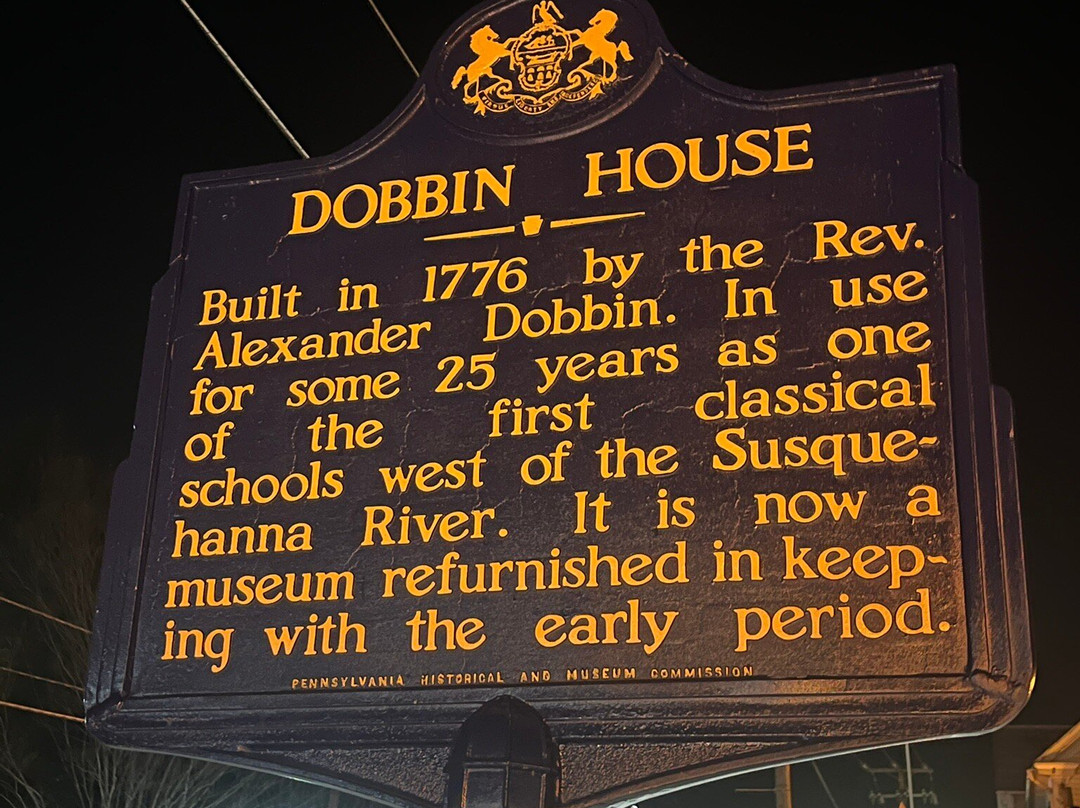 DOBBIN HOUSE
Built in 1776 by the Rev.
Alexander Dobbin. In use
for some 25 years as one
of the first classical
schools west of the Susque-
hanna River. It is now a
museum refurnished in keep-
ing with the early period.
PENNSYLVANIA HISTORICAL AND MUSEUM COMMISSION